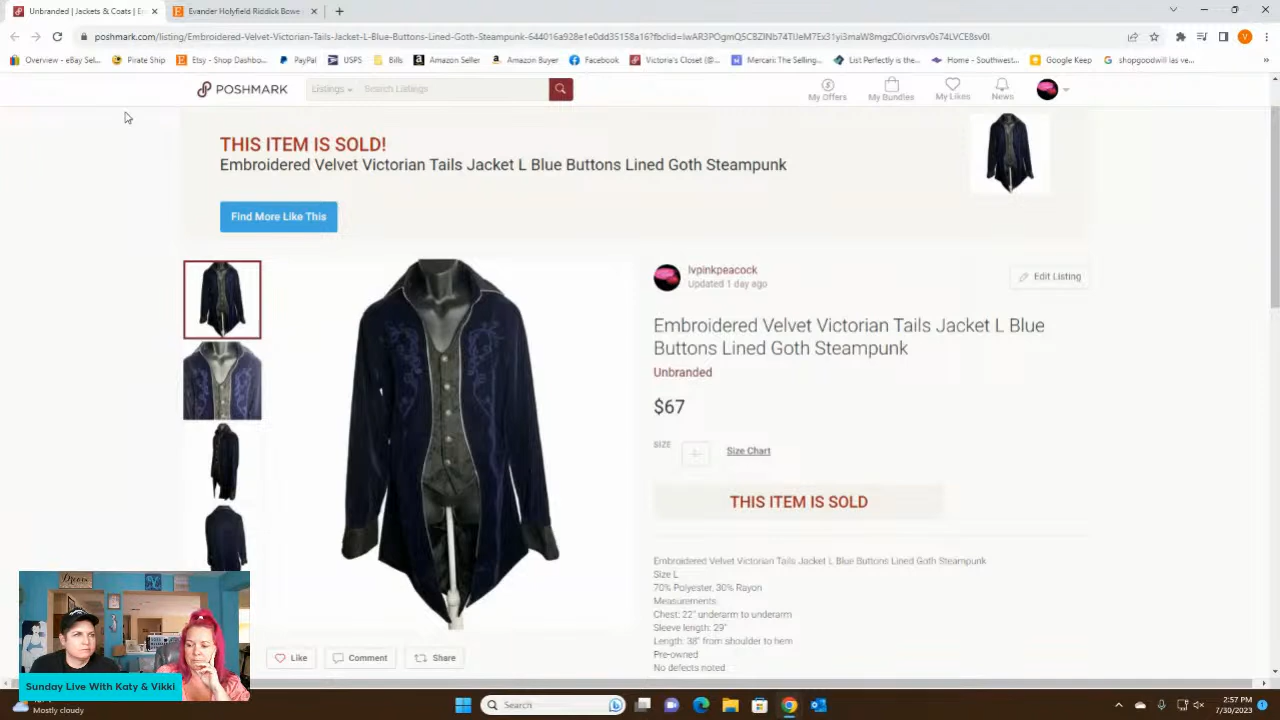 Unbranded | Jackets & Coats | E
Evander Holyfield Riddick Bowe
poshmark.com/listing/Embroidered-Velvet-Victorian-Tails-Jacket-L-Blue-Buttons-Lined-Goth-Steampunk-
Overview - eBay Sel...
Pirate Ship
Etsy - Shop Dashbo...
PayPal
USPS
Bills
Amazon Seller
Amazon Buyer
Facebook
Victoria's Closet (@...
Mercari: The Selling...
List Perfectly is the...
Home - Southwest...
Google Keep
shopgoodwill las ve...
POSHMARK
Listings
Search Listings
My Offers
My Bundles
My Likes
News
THIS ITEM IS SOLD!
Embroidered Velvet Victorian Tails Jacket L Blue Buttons Lined Goth Steampunk
Find More Like This
lvpinkpeacock
Updated 1 day ago
Edit Listing
Embroidered Velvet Victorian Tails Jacket L Blue
Buttons Lined Goth Steampunk
Unbranded
$67
SIZE
L
Size Chart
THIS ITEM IS SOLD
Embroidered Velvet Victorian Tails Jacket L Blue Buttons Lined Goth Steampunk
Size L
70% Polyester, 30% Rayon
Measurements:
Chest: 22" underarm to underarm
Sleeve length: 29"
Length: 38" from shoulder to hem
Pre-owned
No defects noted
Like
Comment
Share
Sunday Live With Katy & Vikki
Mostly cloudy
Search
2:57 PM
7/30/2023